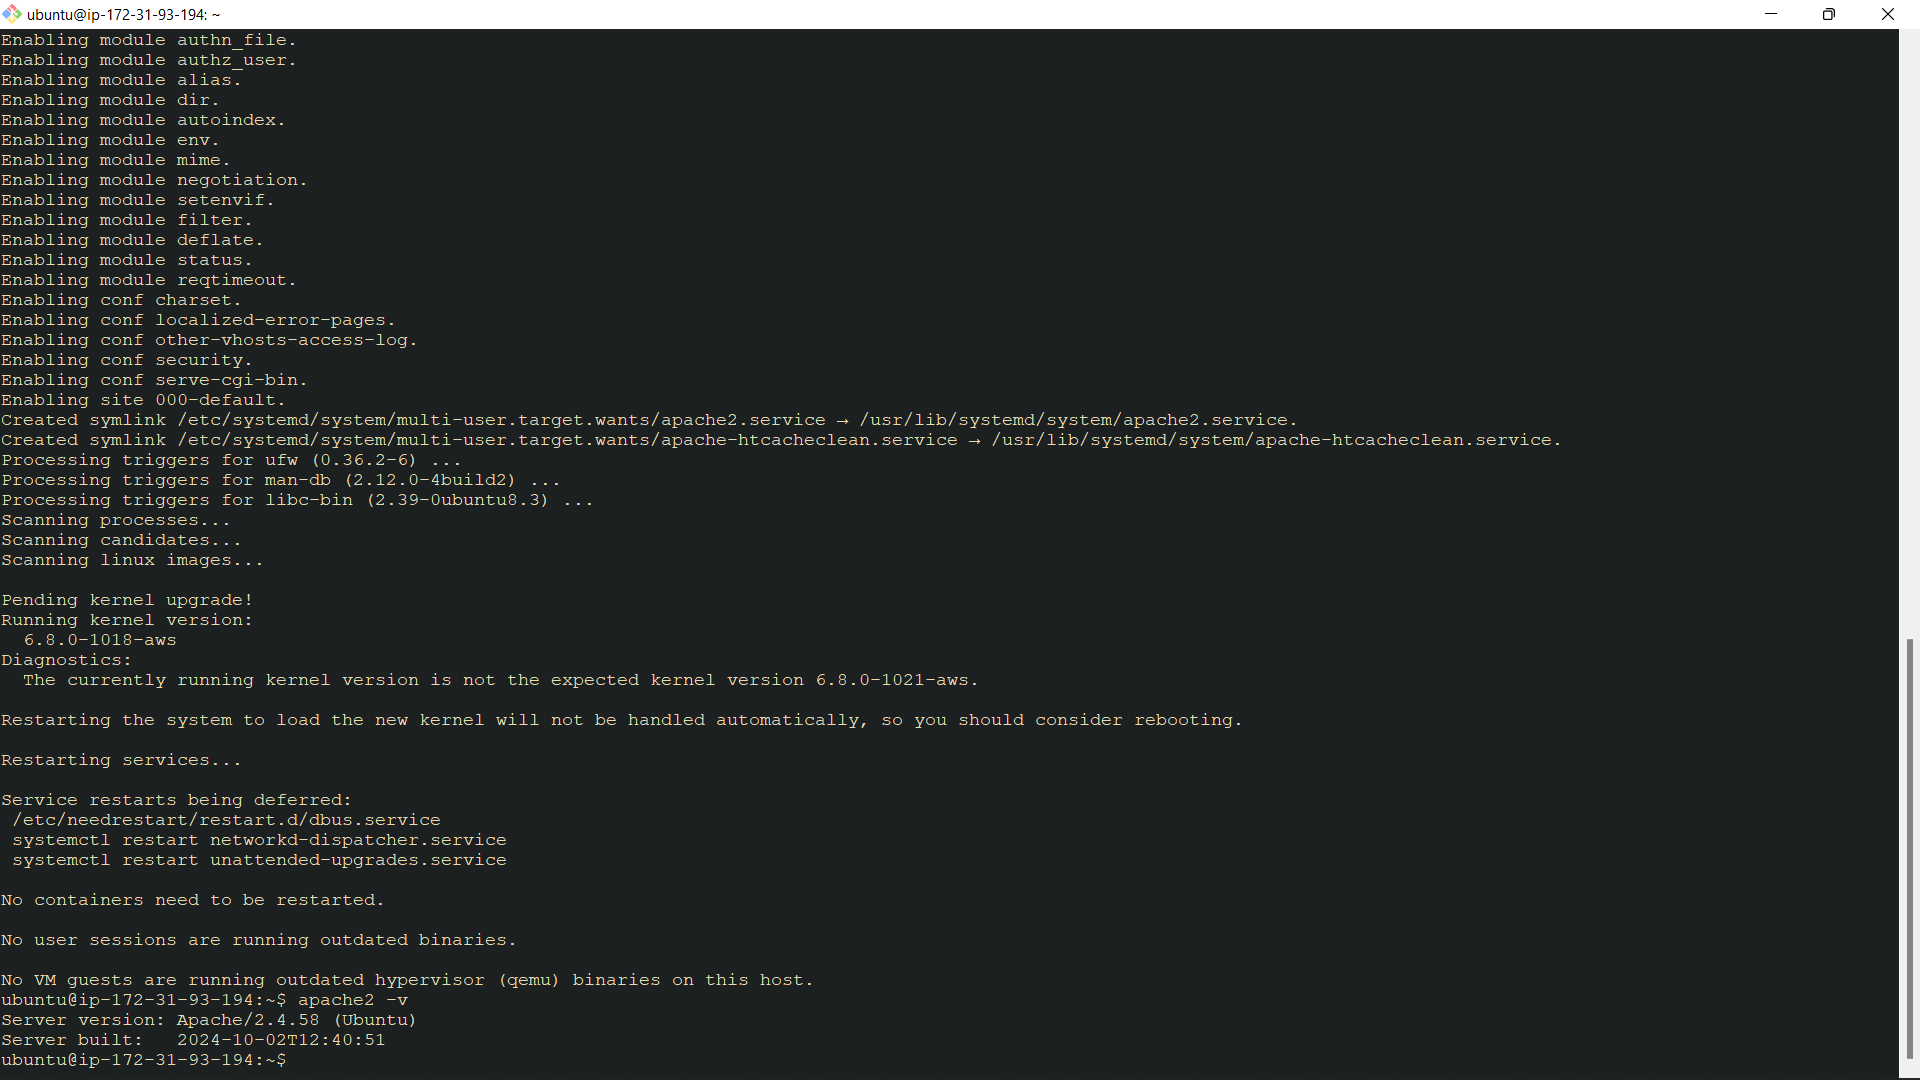 ubuntu@ip-172-31-93-194: ~
Enabling module authn_file.
Enabling module authz_user.
Enabling module alias.
Enabling module dir.
Enabling module autoindex.
Enabling module env.
Enabling module mime.
Enabling module negotiation.
Enabling module setenvif.
Enabling module filter.
Enabling module deflate.
Enabling module status.
Enabling module reqtimeout.
Enabling conf charset.
Enabling conf localized-error-pages.
Enabling conf other-vhosts-access-log.
Enabling conf security.
Enabling conf serve-cgi-bin.
Enabling site 000-default.
Created symlink /etc/systemd/system/multi-user.target.wants/apache2.service → /usr/lib/systemd/system/apache2.service.
Created symlink /etc/systemd/system/multi-user.target.wants/apache-htcacheclean.service → /usr/lib/systemd/system/apache-htcacheclean.service.
Processing triggers for ufw (0.36.2-6) ...
Processing triggers for man-db (2.12.0-4build2) ...
Processing triggers for libc-bin (2.39-0ubuntu8.3) ...
Scanning processes...
Scanning candidates...
Scanning linux images...
Pending kernel upgrade!
Running kernel version:
  6.8.0-1018-aws
Diagnostics:
  The currently running kernel version is not the expected kernel version 6.8.0-1021-aws.
Restarting the system to load the new kernel will not be handled automatically, so you should consider rebooting.
Restarting services...
Service restarts being deferred:
 /etc/needrestart/restart.d/dbus.service
 systemctl restart networkd-dispatcher.service
 systemctl restart unattended-upgrades.service
No containers need to be restarted.
No user sessions are running outdated binaries.
No VM guests are running outdated hypervisor (qemu) binaries on this host.
ubuntu@ip-172-31-93-194:~$ apache2 -v
Server version: Apache/2.4.58 (Ubuntu)
Server built:   2024-10-02T12:40:51
ubuntu@ip-172-31-93-194:~$